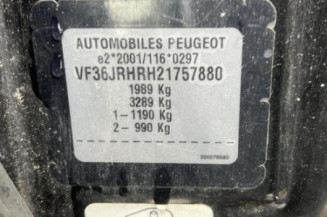 AUTOMOBILES PEUGEOT
e2*2001/116*0297
VF36JRHRH21757880
1989 Kg
3289 Kg
1-1190 Kg
2- 990 Kg